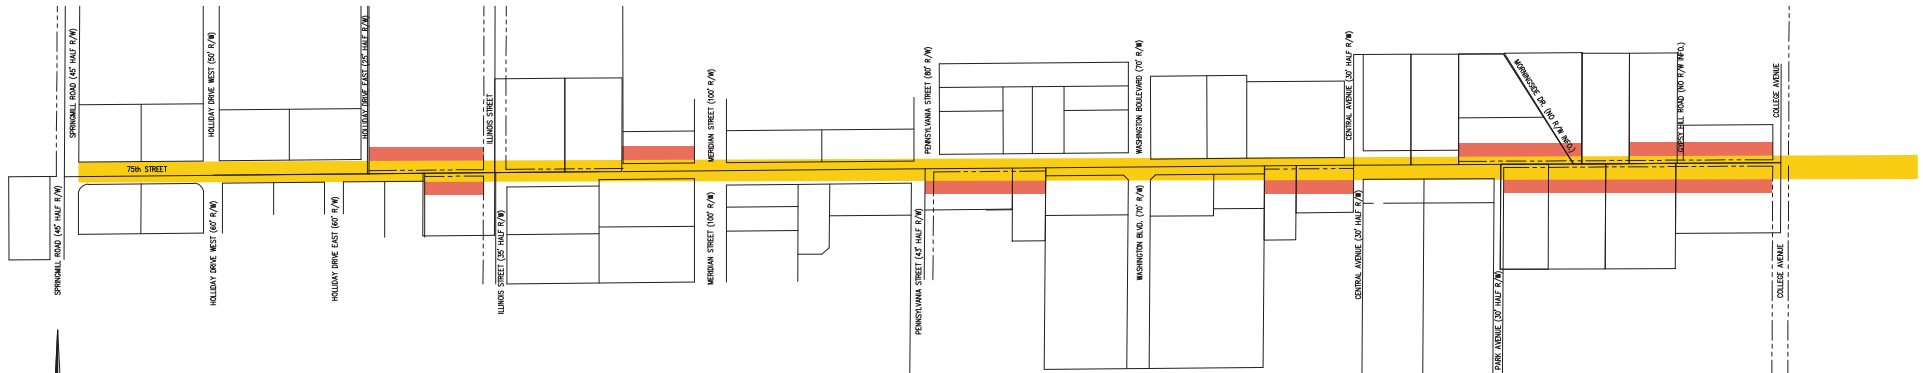 SPRINGMILL ROAD (45' HALF R/W)
HOLLIDAY DRIVE WEST (50' R/W)
HOLLIDAY DRIVE EAST (25' HALF R/W)
ILLINOIS STREET
MERIDIAN STREET (100' R/W)
PENNSYLVANIA STREET (80' R/W)
WASHINGTON BOULEVARD (70' R/W)
CENTRAL AVENUE (30' HALF R/W)
MORNINGSIDE DR. (NO R/W INFO.)
GYPSY HILL ROAD (NO R/W INFO.)
COLLEGE AVENUE
75th STREET
SPRINGMILL ROAD (45' HALF R/W)
HOLLIDAY DRIVE WEST (60' R/W)
HOLLIDAY DRIVE EAST (60' R/W)
ILLINOIS STREET (35' HALF R/W)
MERIDIAN STREET (100' R/W)
PENNSYLVANIA STREET (43' HALF R/W)
WASHINGTON BLVD. (70' R/W)
CENTRAL AVENUE (30' HALF R/W)
PARK AVENUE (30' HALF R/W)
COLLEGE AVENUE